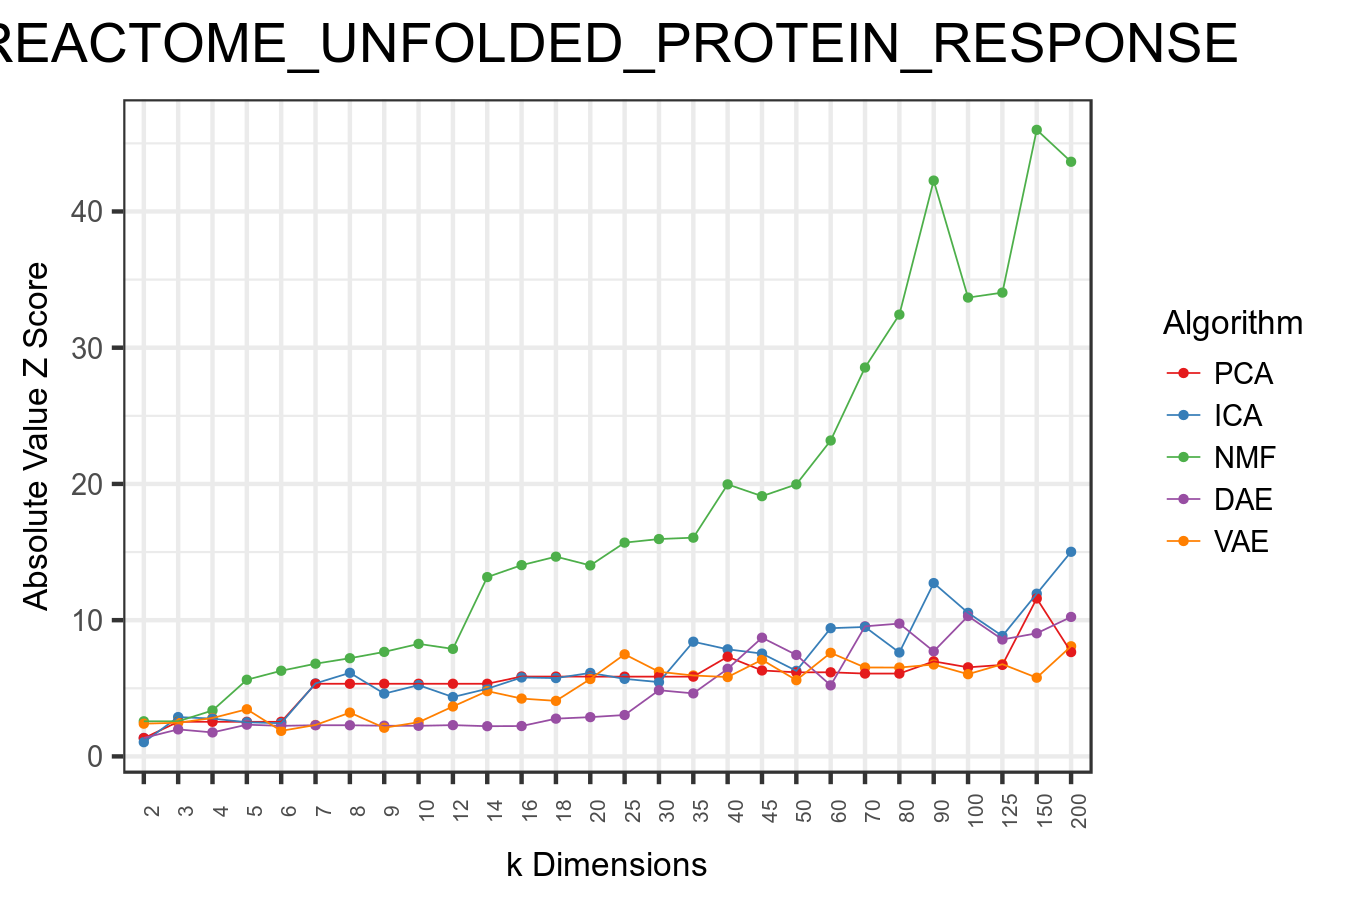 REACTOME_UNFOLDED_PROTEIN_RESPONSE
Absolute Value Z Score
40
30
20
10
0
2 3 4 5 6 7 8 9 10 12 14 16 18 20 25 30 35 40 45 50 60 70 80 90 100 125 150 200
k Dimensions
Algorithm
PCA
ICA
NMF
DAE
VAE